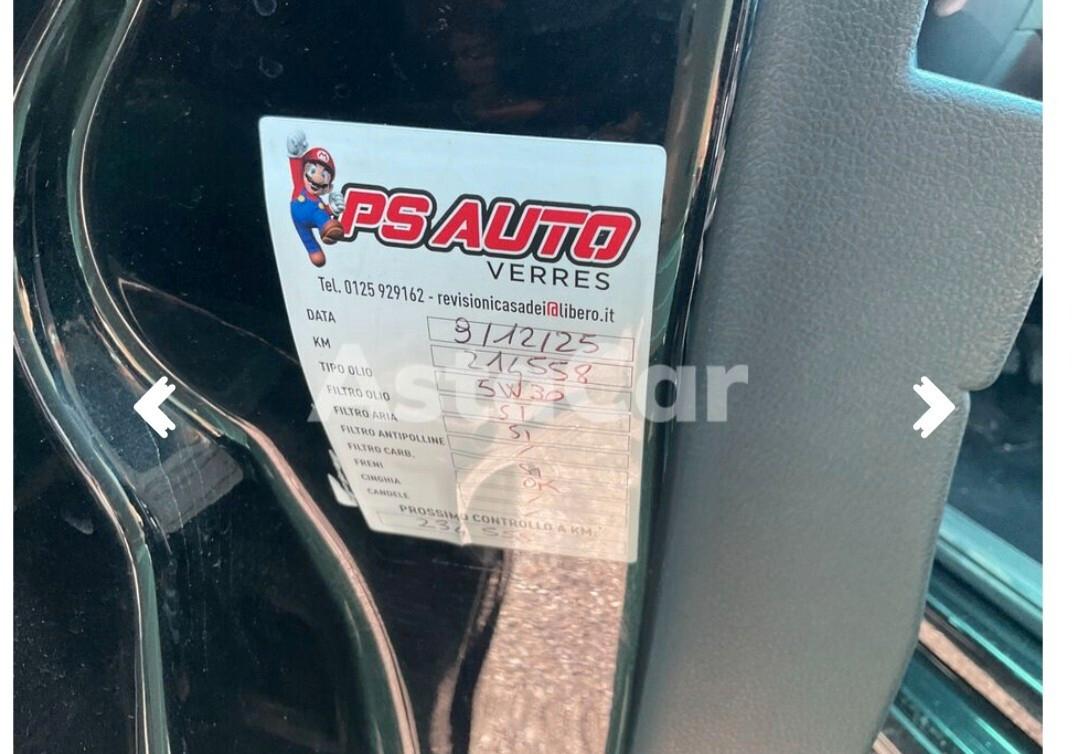 PS AUTO
VERRES
Tel. 0125 929162 - revisionicasadei@libero.it
DATA 9/12/25
KM 214558
TIPO OLIO 5W30
FILTRO OLIO SI
FILTRO ARIA SI
FILTRO ANTIPOLLINE /
FILTRO CARB.
FRENI OK
CINGHIA /
CANDELE
PROSSIMO CONTROLLO A KM:
AstaCar